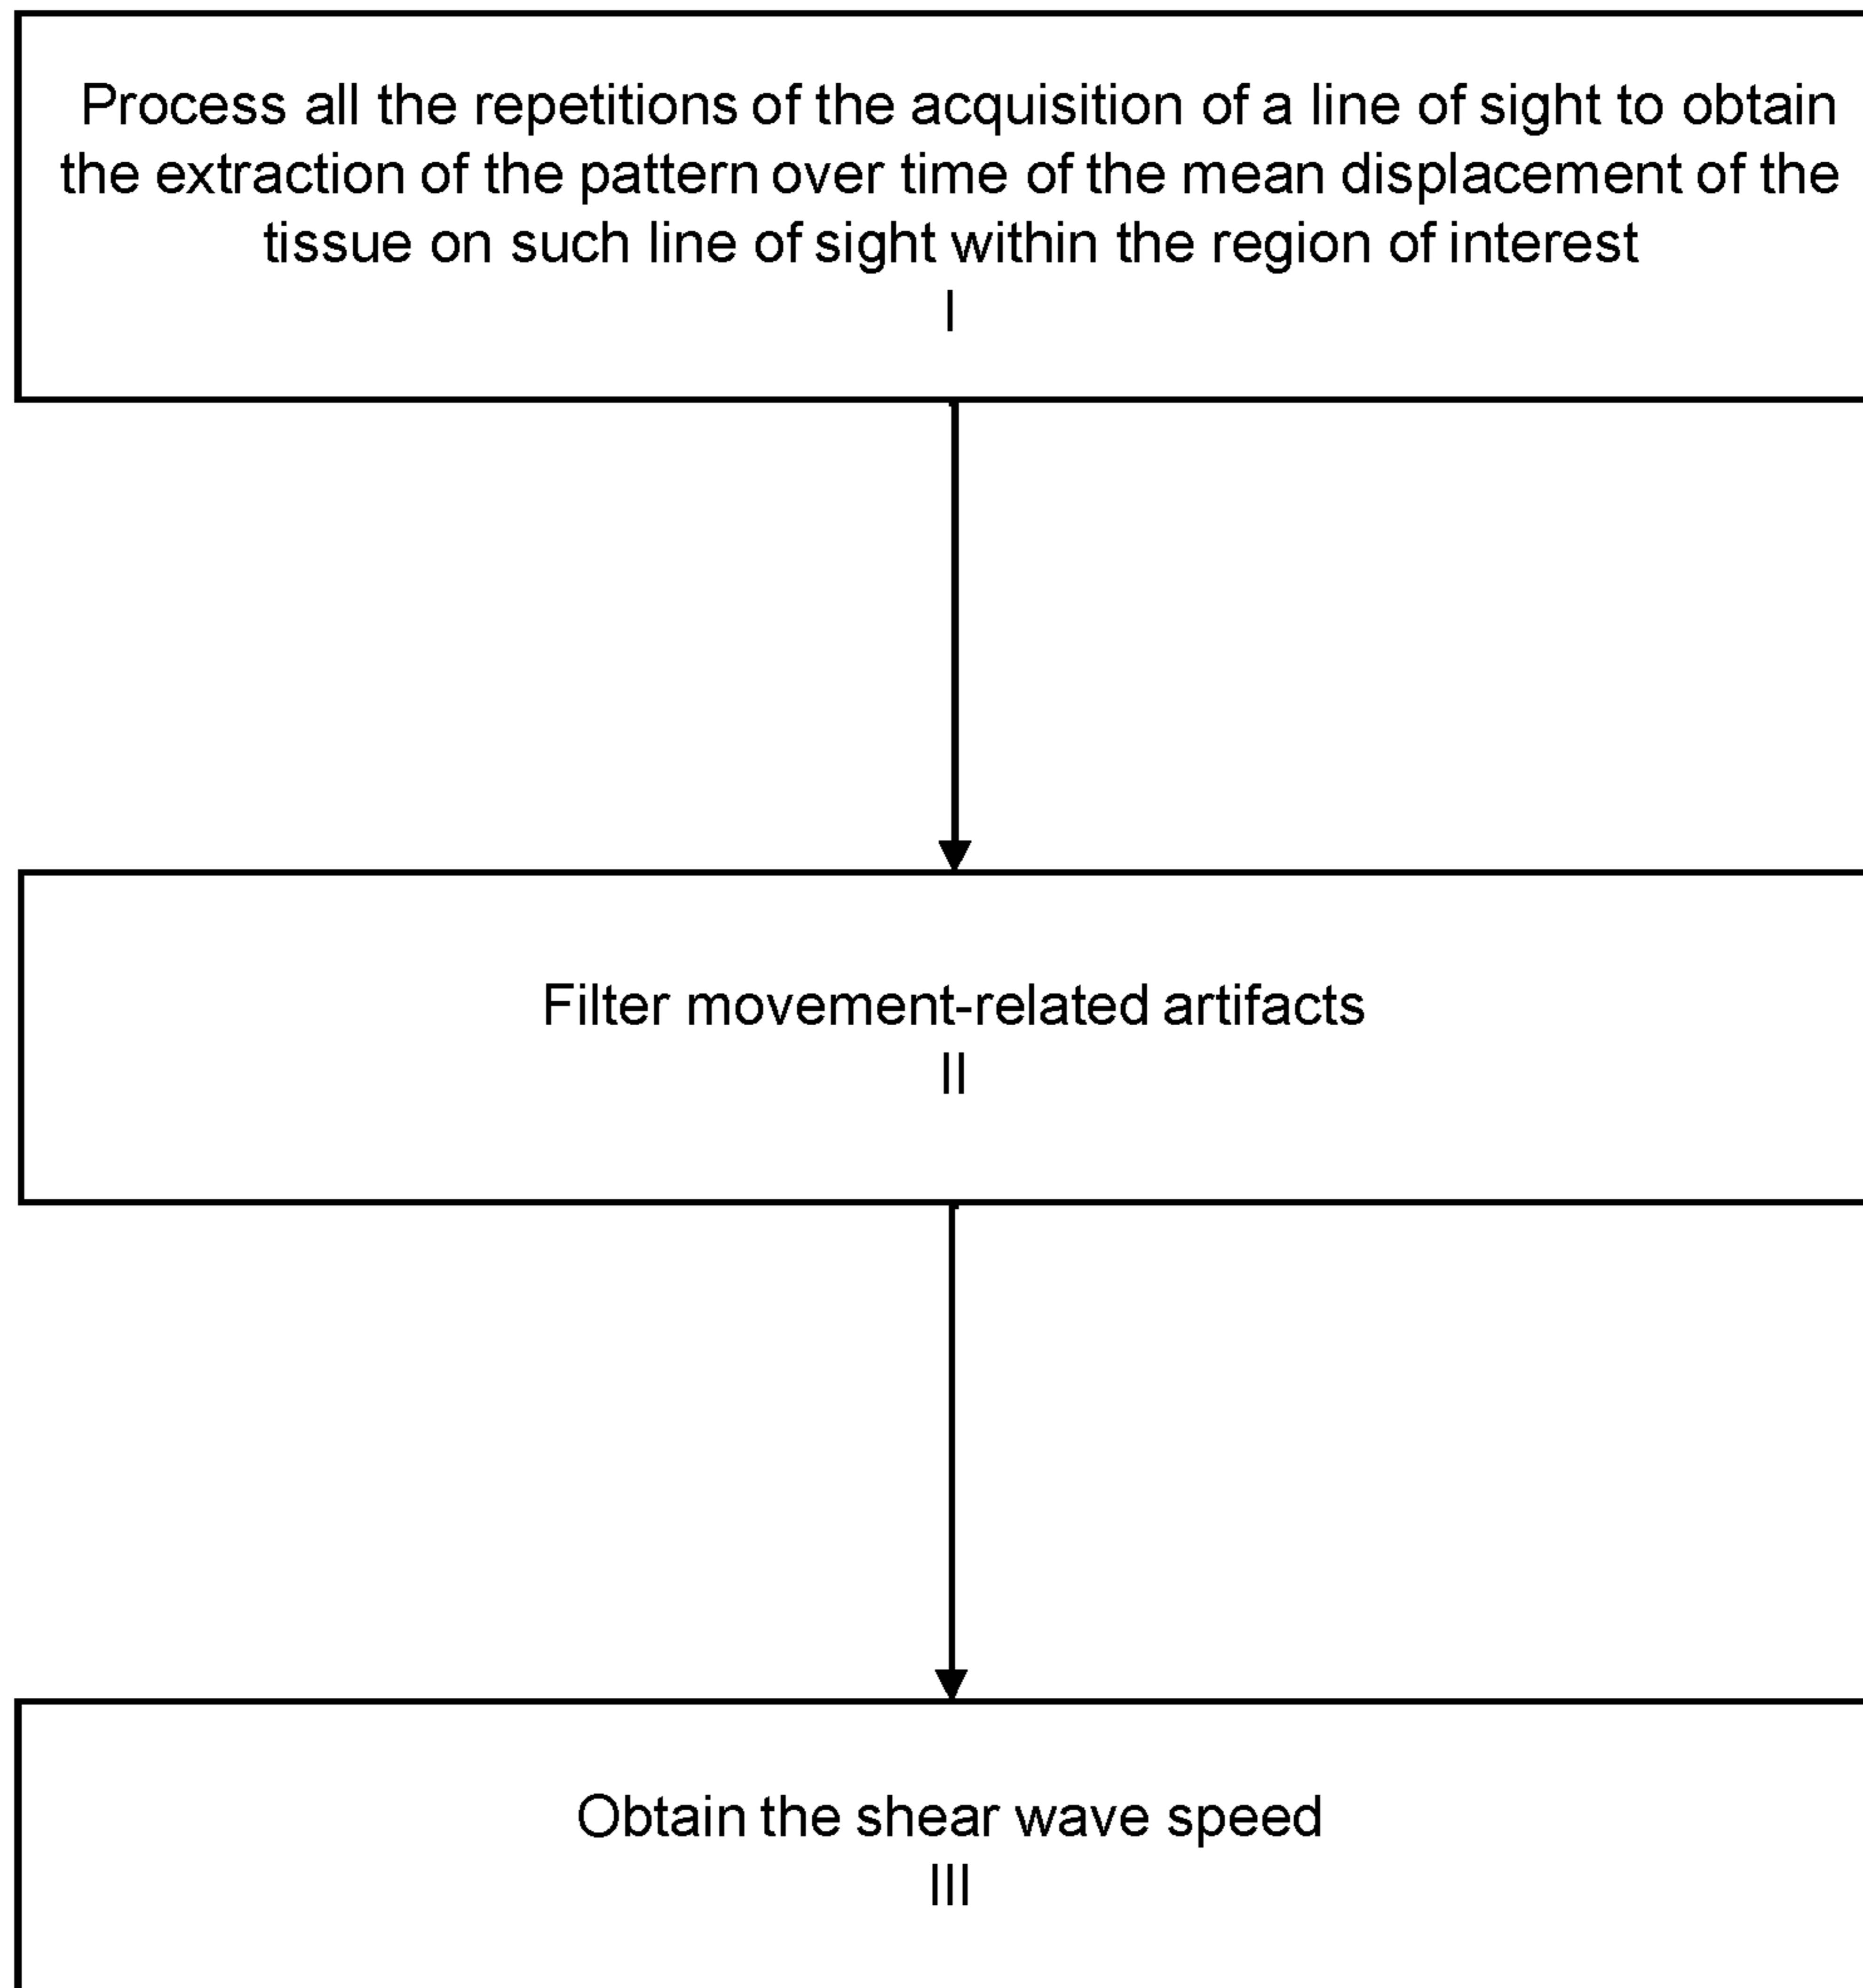 Process all the repetitions of the acquisition of a line of sight to obtain
the extraction of the pattern over time of the mean displacement of the
tissue on such line of sight within the region of interest
I
Filter movement-related artifacts
II
Obtain the shear wave speed
III